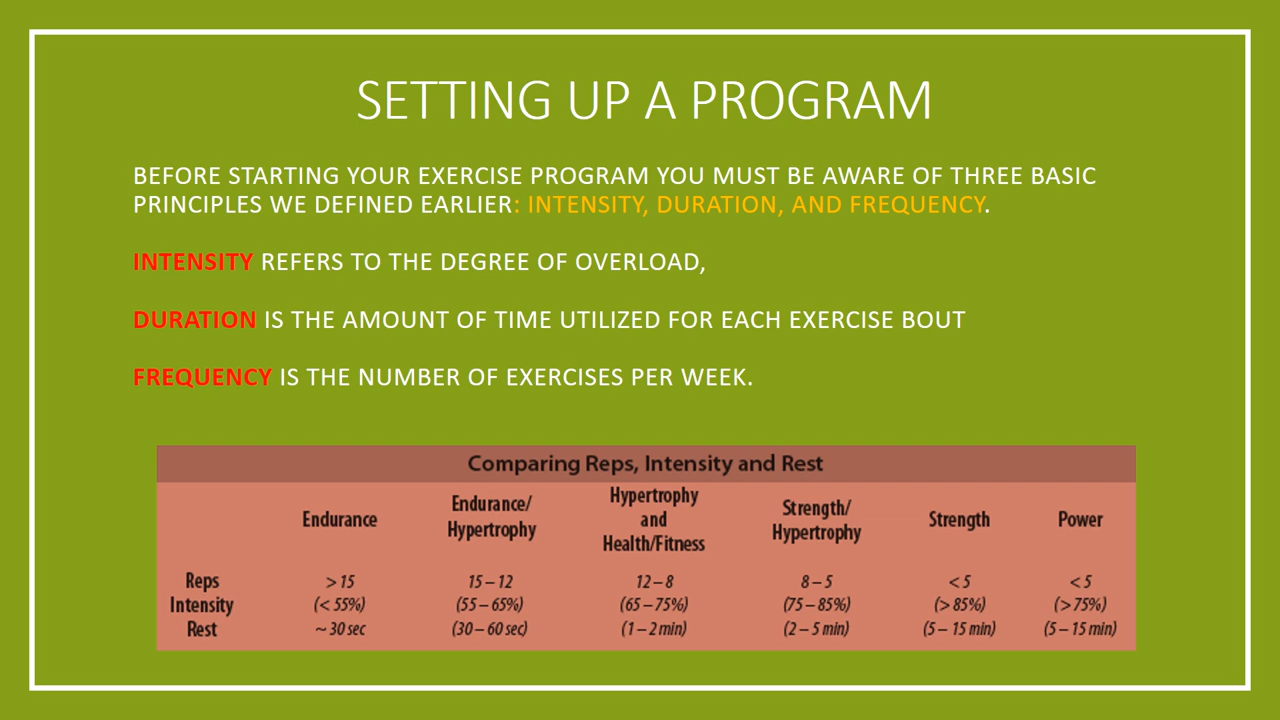 SETTING UP A PROGRAM
BEFORE STARTING YOUR EXERCISE PROGRAM YOU MUST BE AWARE OF THREE BASIC
PRINCIPLES WE DEFINED EARLIER: INTENSITY, DURATION, AND FREQUENCY.
INTENSITY REFERS TO THE DEGREE OF OVERLOAD,
DURATION IS THE AMOUNT OF TIME UTILIZED FOR EACH EXERCISE BOUT
FREQUENCY IS THE NUMBER OF EXERCISES PER WEEK.
Comparing Reps, Intensity and Rest
Endurance Endurance/ Hypertrophy Hypertrophy and Health/Fitness Strength/ Hypertrophy Strength Power
Reps > 15 15 – 12 12 – 8 8 – 5 < 5 < 5
Intensity (< 55%) (55 – 65%) (65 – 75%) (75 – 85%) (> 85%) (> 75%)
Rest ~ 30 sec (30 – 60 sec) (1 – 2 min) (2 – 5 min) (5 – 15 min) (5 – 15 min)